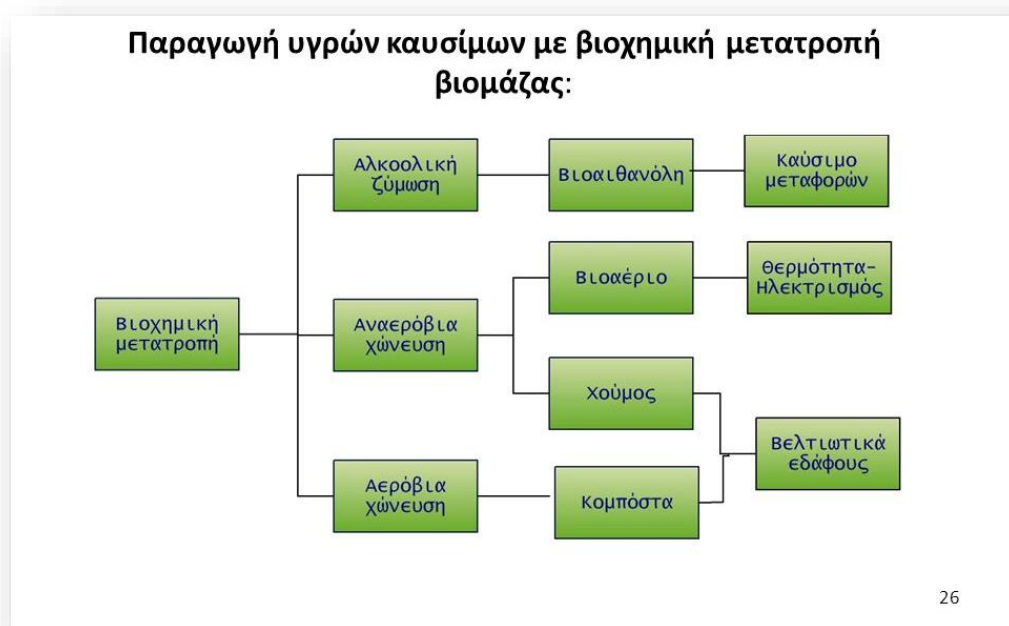 Παραγωγή υγρών καυσίμων με βιοχημική μετατροπή
βιομάζας:
Αλκοολική
ζύμωση
Βιοαιθανόλη
Καύσιμο
μεταφορών
Βιοαέριο
Θερμότητα-
Ηλεκτρισμός
Βιοχημική
μετατροπή
Αναερόβια
χώνευση
Χούμος
Βελτιωτικά
εδάφους
Αερόβια
χώνευση
Κομπόστα
26